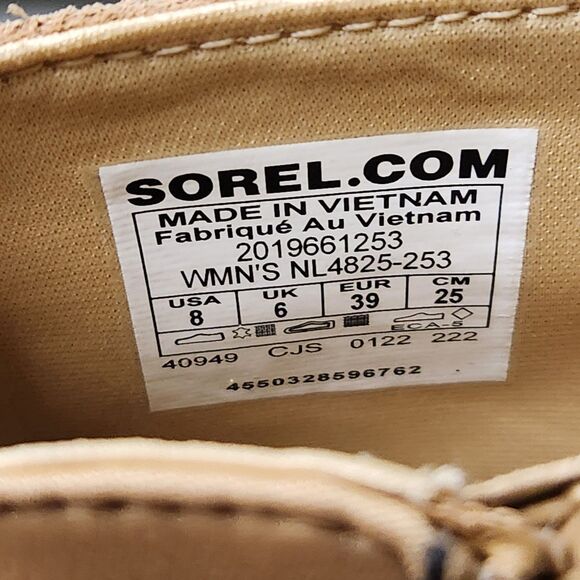 SOREL.COM
MADE IN VIETNAM
Fabriqué Au Vietnam
2019661253
WMN'S NL4825-253
USA UK EUR CM
8 6 39 25
ECA-5
40949 CJS 0122 222
4550328596762